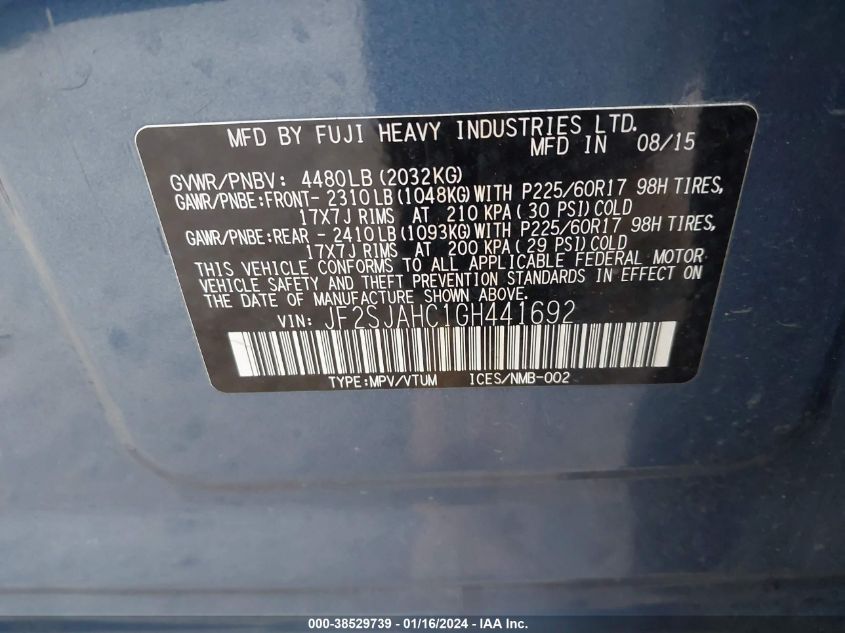 MFD BY FUJI HEAVY INDUSTRIES LTD.
MFD IN 08/15
GVWR/PNBV: 4480LB (2032KG)
GAWR/PNBE:FRONT- 2310LB (1048KG) WITH P225/60R17 98H TIRES,
17X7J RIMS AT 210 KPA ( 30 PSI) COLD
GAWR/PNBE:REAR - 2410LB (1093KG) WITH P225/60R17 98H TIRES,
17X7J RIMS AT 200 KPA ( 29 PSI) COLD
THIS VEHICLE CONFORMS TO ALL APPLICABLE FEDERAL MOTOR
VEHICLE SAFETY AND THEFT PREVENTION STANDARDS IN EFFECT ON
THE DATE OF MANUFACTURE SHOWN ABOVE.
VIN: JF2SJAHC1GH441692
TYPE:MPV/VTUM ICES/NMB-002
000-38529739 - 01/16/2024 - IAA Inc.